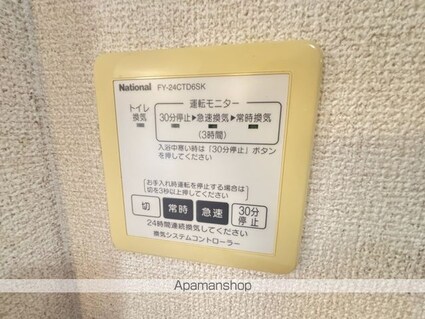 National FY-24CTD6SK
トイレ換気
運転モニター
30分停止▶急速換気▶常時換気
(3時間)
入浴中寒い時は「30分停止」ボタンを押してください
お手入れ時運転を停止する場合は
切を3秒以上押してください
切 常時 急速 30分停止
24時間連続換気してください
換気システムコントローラー
Apamanshop